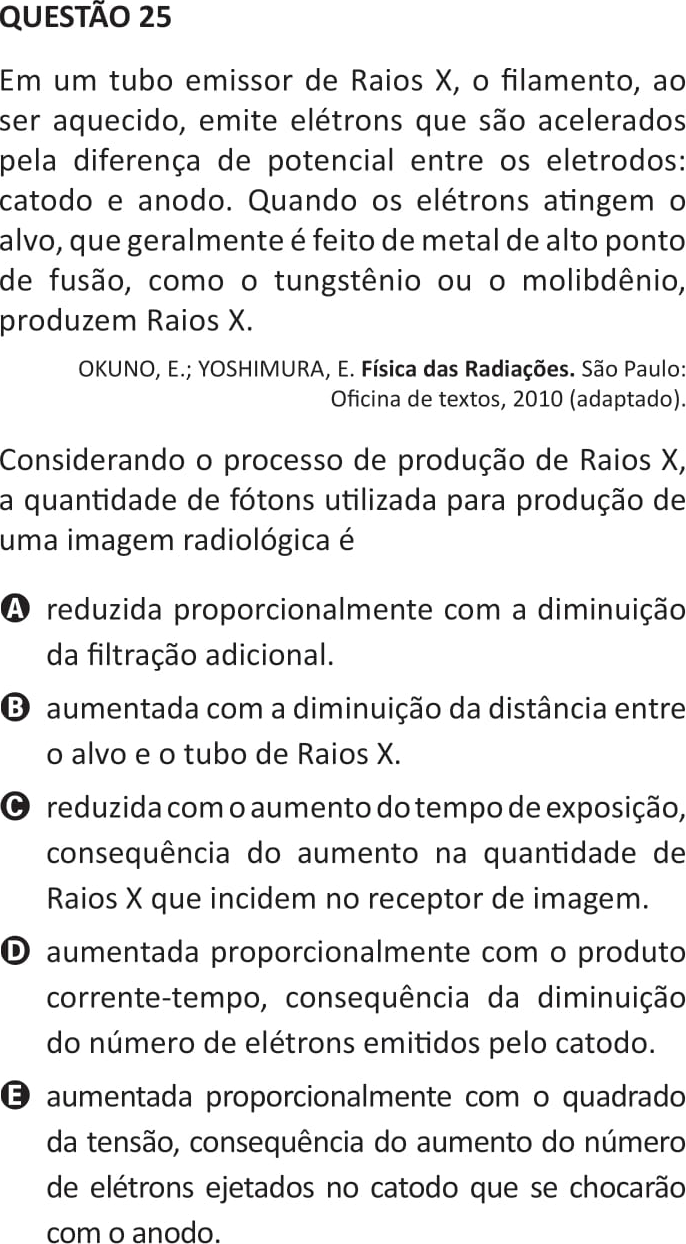 QUESTÃO 25
Em um tubo emissor de Raios X, o filamento, ao
ser aquecido, emite elétrons que são acelerados
pela diferença de potencial entre os eletrodos:
catodo e anodo. Quando os elétrons atingem o
alvo, que geralmente é feito de metal de alto ponto
de fusão, como o tungstênio ou o molibdênio,
produzem Raios X.
OKUNO, E.; YOSHIMURA, E. Física das Radiações. São Paulo:
Oficina de textos, 2010 (adaptado).
Considerando o processo de produção de Raios X,
a quantidade de fótons utilizada para produção de
uma imagem radiológica é
A reduzida proporcionalmente com a diminuição
da filtração adicional.
B aumentada com a diminuição da distância entre
o alvo e o tubo de Raios X.
C reduzida com o aumento do tempo de exposição,
consequência do aumento na quantidade de
Raios X que incidem no receptor de imagem.
D aumentada proporcionalmente com o produto
corrente-tempo, consequência da diminuição
do número de elétrons emitidos pelo catodo.
E aumentada proporcionalmente com o quadrado
da tensão, consequência do aumento do número
de elétrons ejetados no catodo que se chocarão
com o anodo.